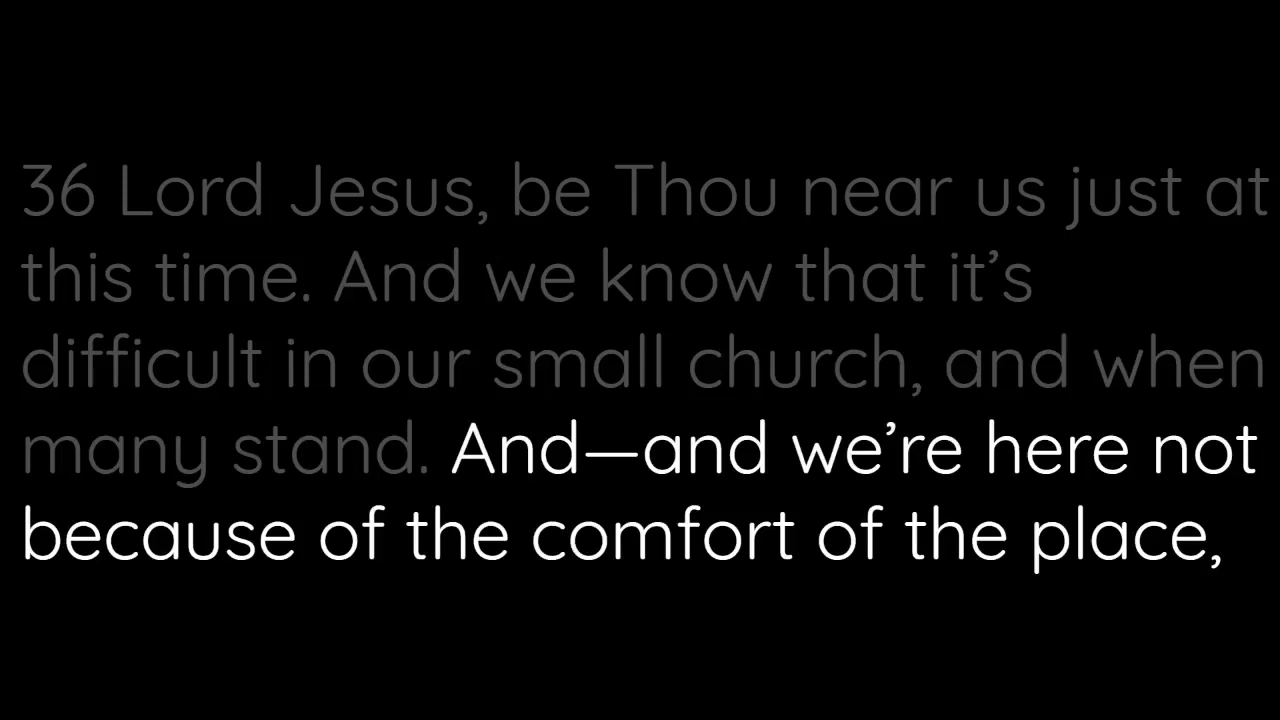 36 Lord Jesus, be Thou near us just at
this time. And we know that it’s
difficult in our small church, and when
many stand. And—and we’re here not
because of the comfort of the place,